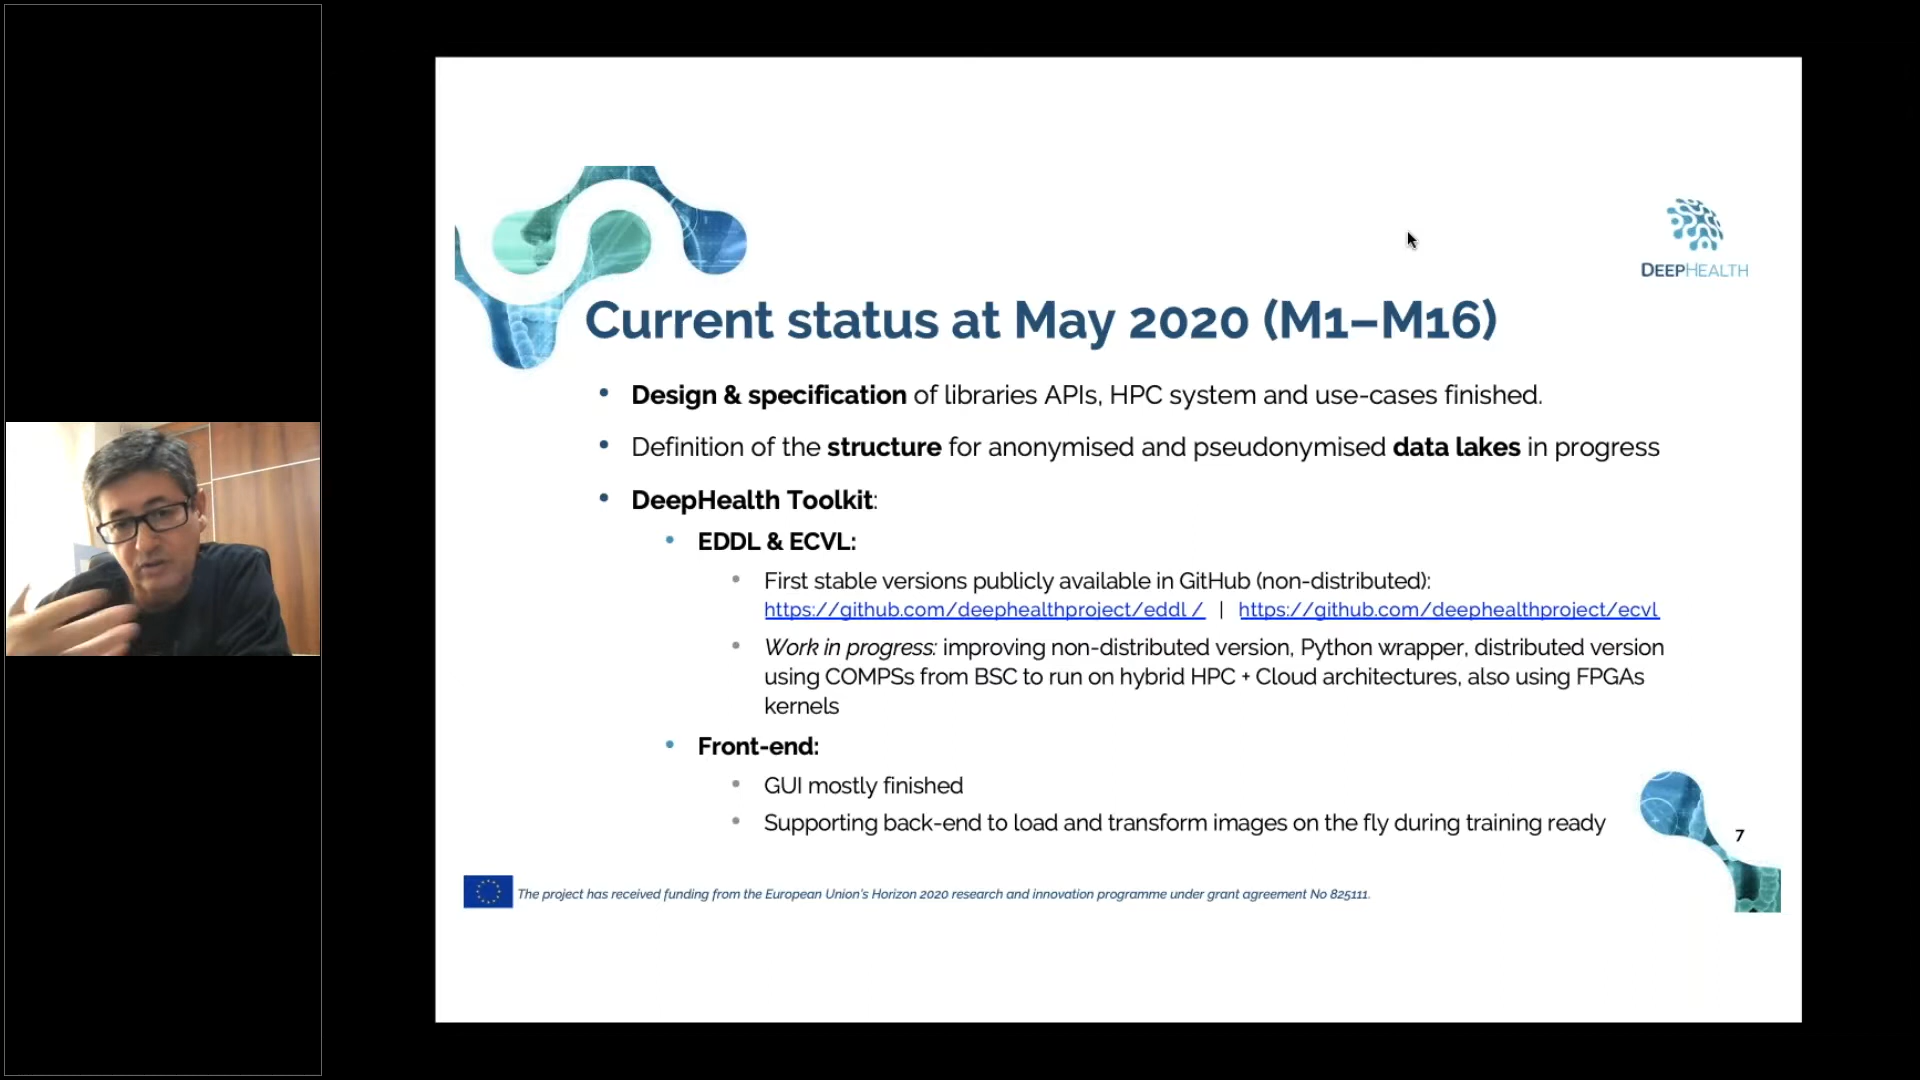 DEEPHEALTH
Current status at May 2020 (M1–M16)
• Design & specification of libraries APIs, HPC system and use-cases finished.
• Definition of the structure for anonymised and pseudonymised data lakes in progress
• DeepHealth Toolkit:
• EDDL & ECVL:
• First stable versions publicly available in GitHub (non-distributed):
https://github.com/deephealthproject/eddl / | https://github.com/deephealthproject/ecvl
• Work in progress: improving non-distributed version, Python wrapper, distributed version
using COMPSs from BSC to run on hybrid HPC + Cloud architectures, also using FPGAs
kernels
• Front-end:
• GUI mostly finished
• Supporting back-end to load and transform images on the fly during training ready
7
The project has received funding from the European Union's Horizon 2020 research and innovation programme under grant agreement No 825111.